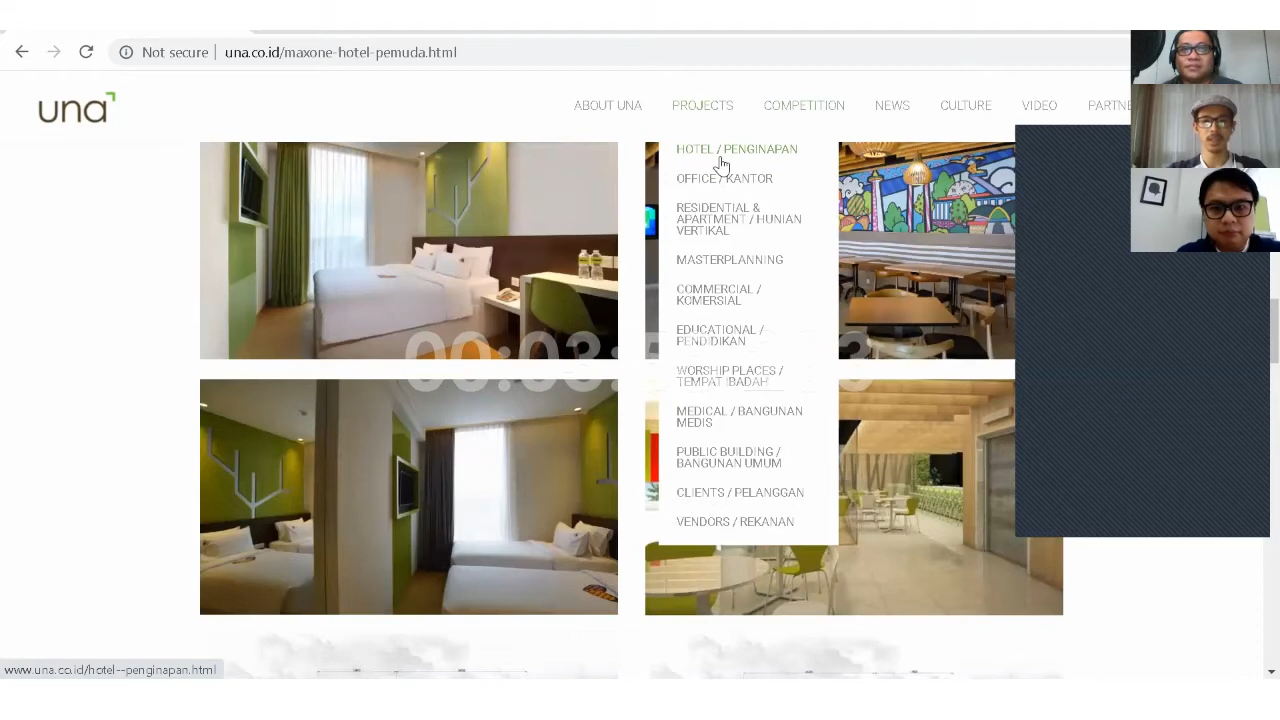 Not secure
una.co.id/maxone-hotel-pemuda.html
una
ABOUT UNA
PROJECTS
COMPETITION
NEWS
CULTURE
VIDEO
HOTEL / PENGINAPAN
OFFICE / KANTOR
RESIDENTIAL &
APARTMENT / HUNIAN
VERTIKAL
MASTERPLANNING
COMMERCIAL /
KOMERSIAL
EDUCATIONAL /
PENDIDIKAN
WORSHIP PLACES /
TEMPAT IBADAH
MEDICAL / BANGUNAN
MEDIS
PUBLIC BUILDING /
BANGUNAN UMUM
CLIENTS / PELANGGAN
VENDORS / REKANAN
www.una.co.id/hotel--penginapan.html